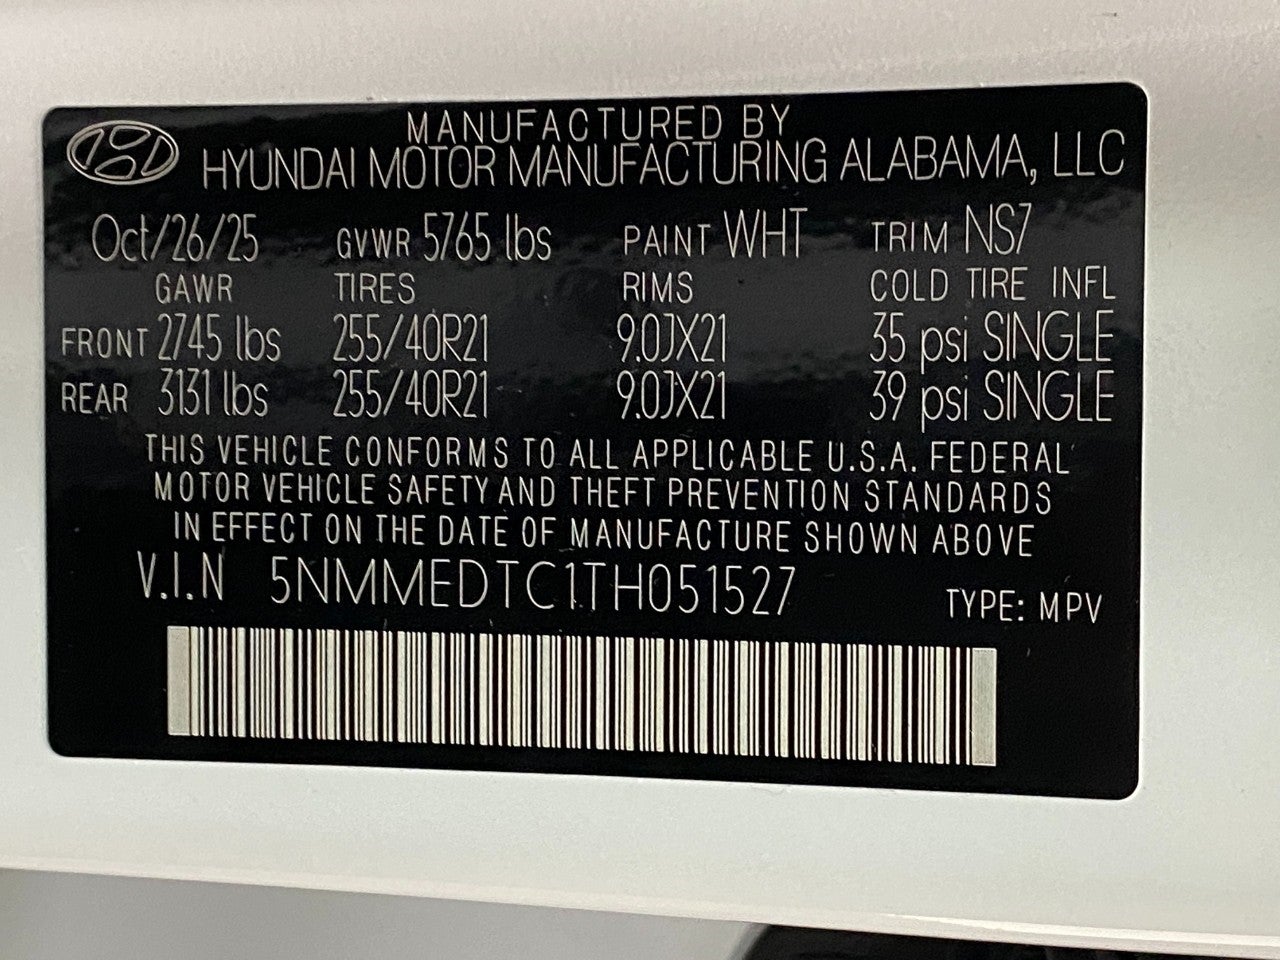 MANUFACTURED BY
HYUNDAI MOTOR MANUFACTURING ALABAMA, LLC
Oct/26/25 GVWR 5765 lbs PAINT WHT TRIM NS7
GAWR TIRES RIMS COLD TIRE INFL
FRONT 2745 lbs 255/40R21 9.0JX21 35 psi SINGLE
REAR 3131 lbs 255/40R21 9.0JX21 39 psi SINGLE
THIS VEHICLE CONFORMS TO ALL APPLICABLE U.S.A. FEDERAL
MOTOR VEHICLE SAFETY AND THEFT PREVENTION STANDARDS
IN EFFECT ON THE DATE OF MANUFACTURE SHOWN ABOVE
V.I.N 5NMMEDTC1TH051527 TYPE: MPV